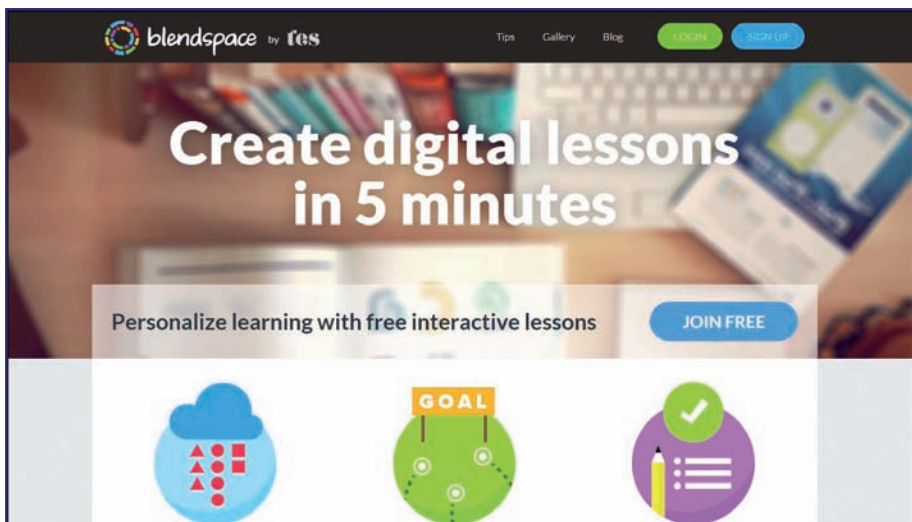 blendspace by tes
Tips Gallery Blog LOGIN SIGN UP
Create digital lessons
in 5 minutes
Personalize learning with free interactive lessons
JOIN FREE
GOAL